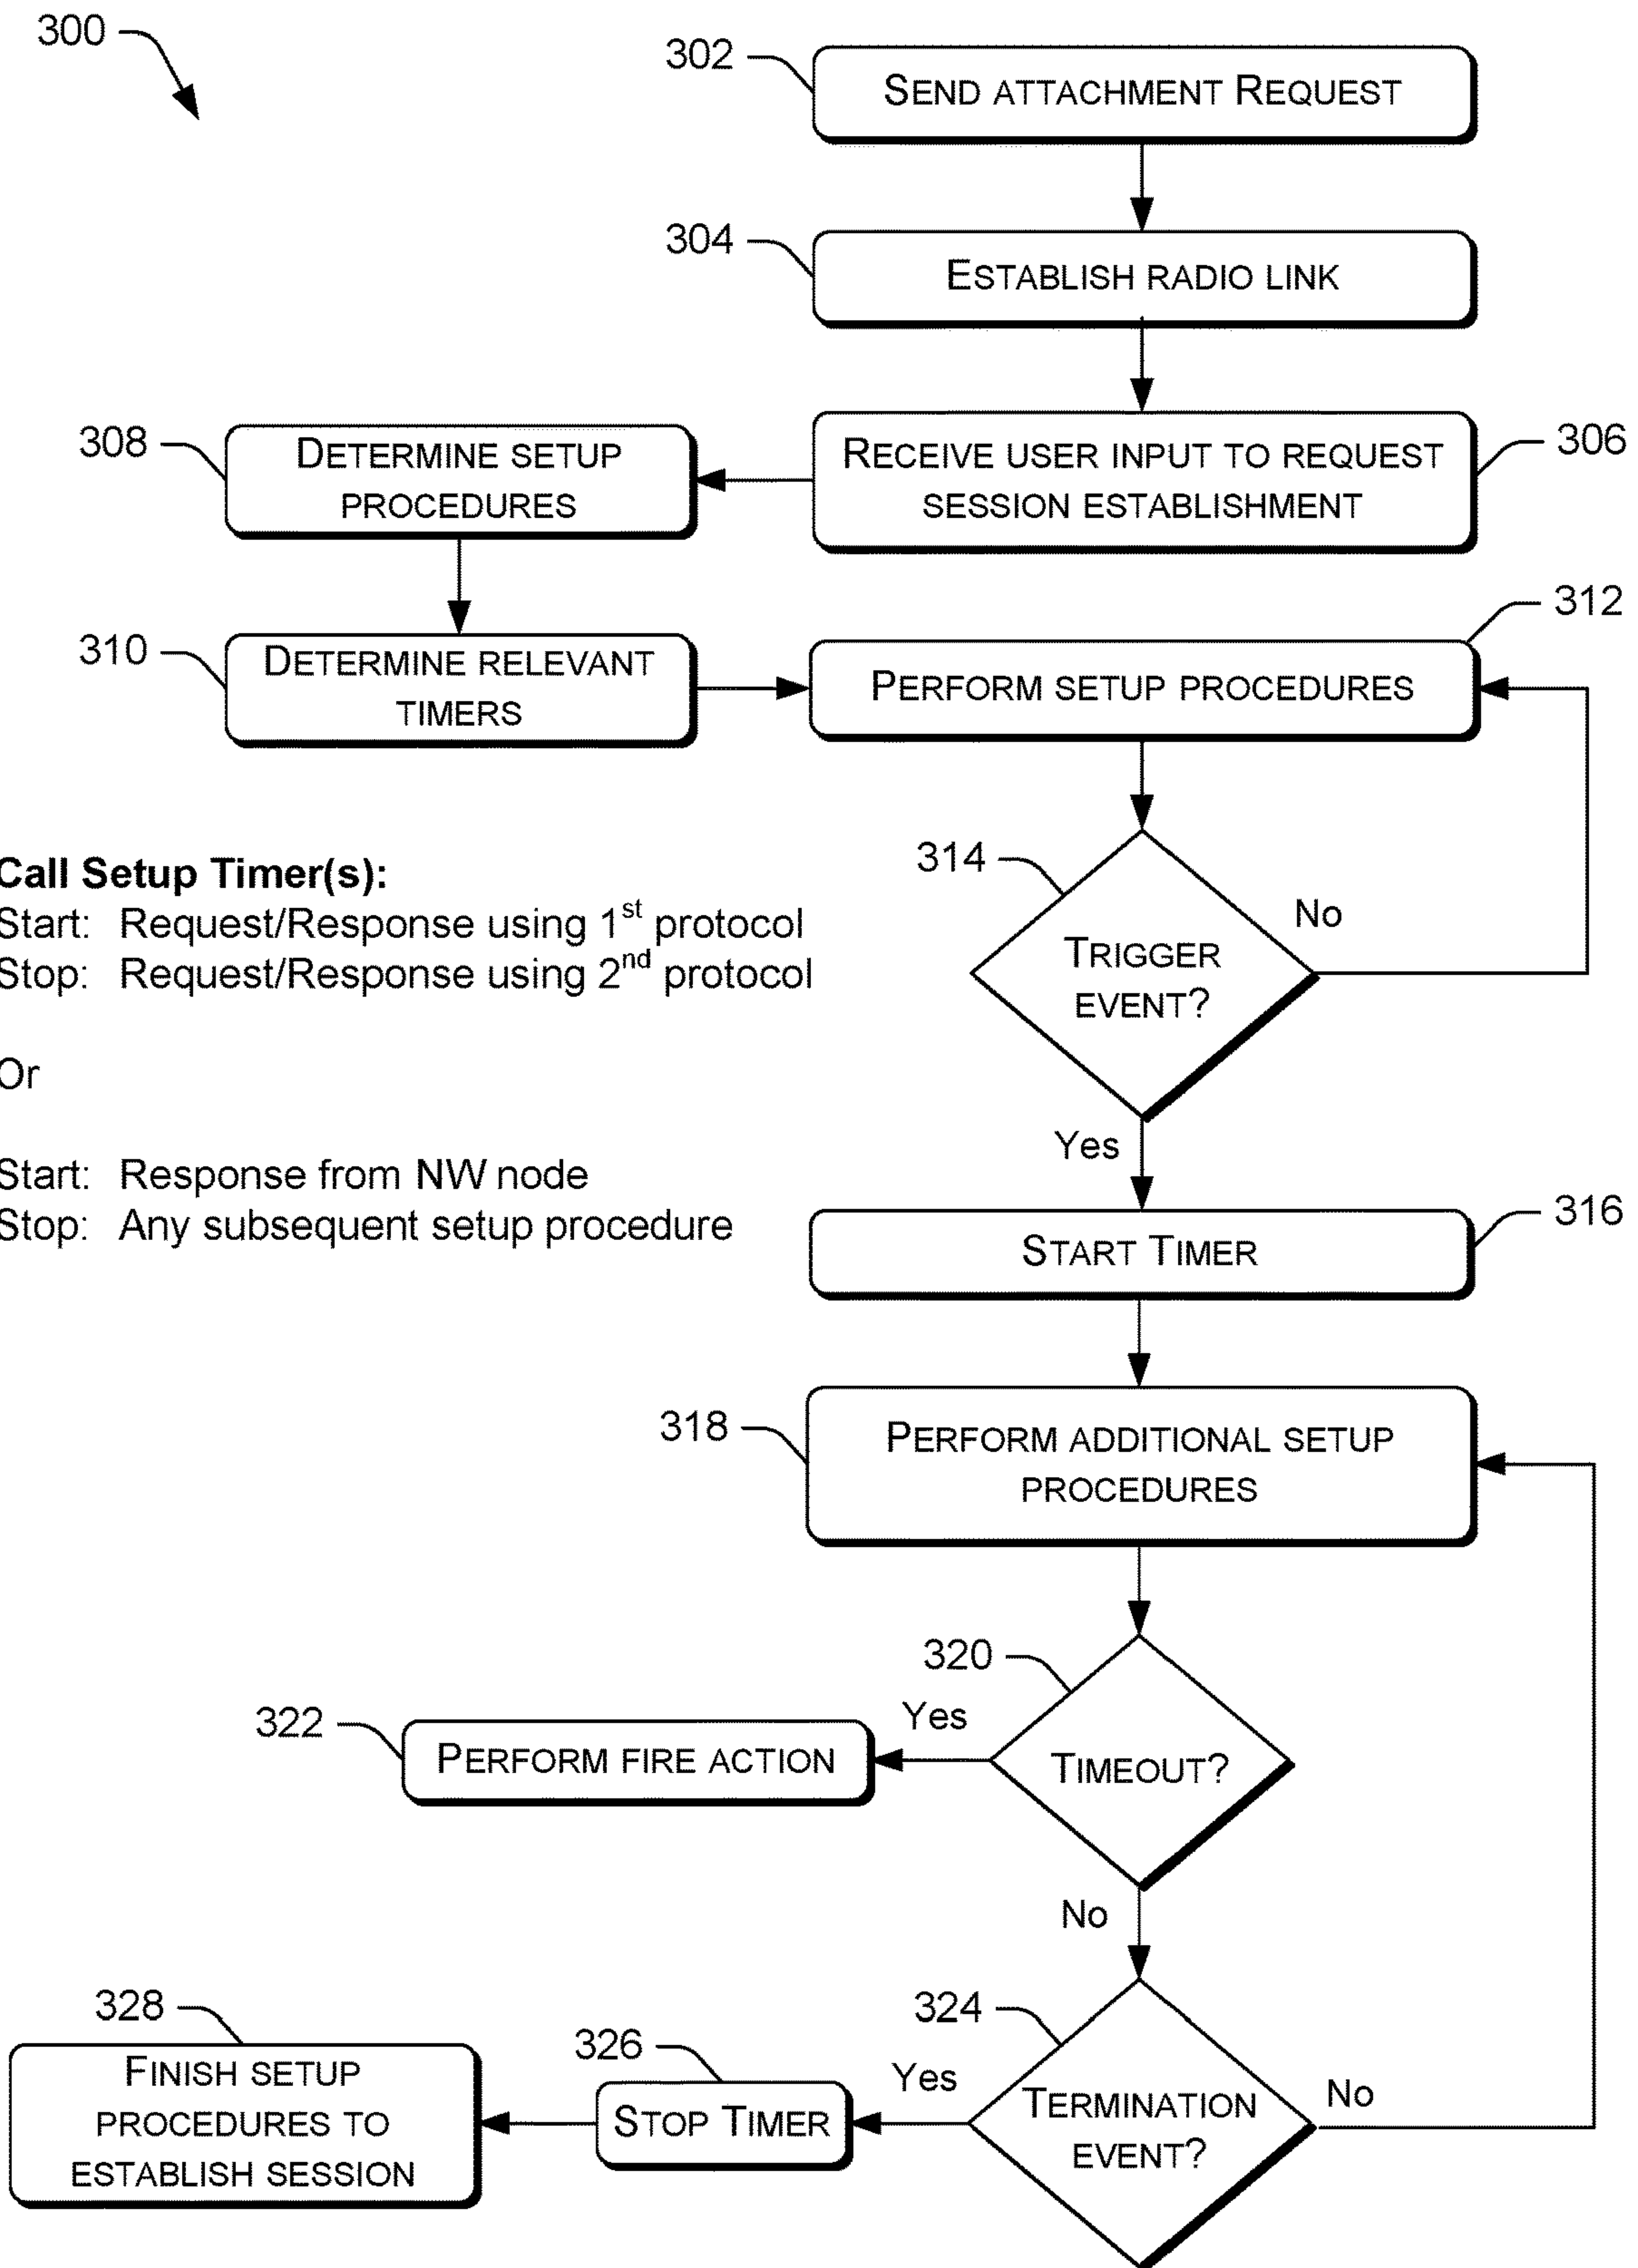 300
302
SEND ATTACHMENT REQUEST
304
ESTABLISH RADIO LINK
306
RECEIVE USER INPUT TO REQUEST
SESSION ESTABLISHMENT
308
DETERMINE SETUP
PROCEDURES
310
DETERMINE RELEVANT
TIMERS
312
PERFORM SETUP PROCEDURES
Call Setup Timer(s):
Start: Request/Response using 1st protocol
Stop: Request/Response using 2nd protocol
Or
Start: Response from NW node
Stop: Any subsequent setup procedure
314
TRIGGER
EVENT?
No
Yes
316
START TIMER
318
PERFORM ADDITIONAL SETUP
PROCEDURES
320
TIMEOUT?
Yes
322
PERFORM FIRE ACTION
No
324
TERMINATION
EVENT?
No
Yes
326
STOP TIMER
328
FINISH SETUP
PROCEDURES TO
ESTABLISH SESSION